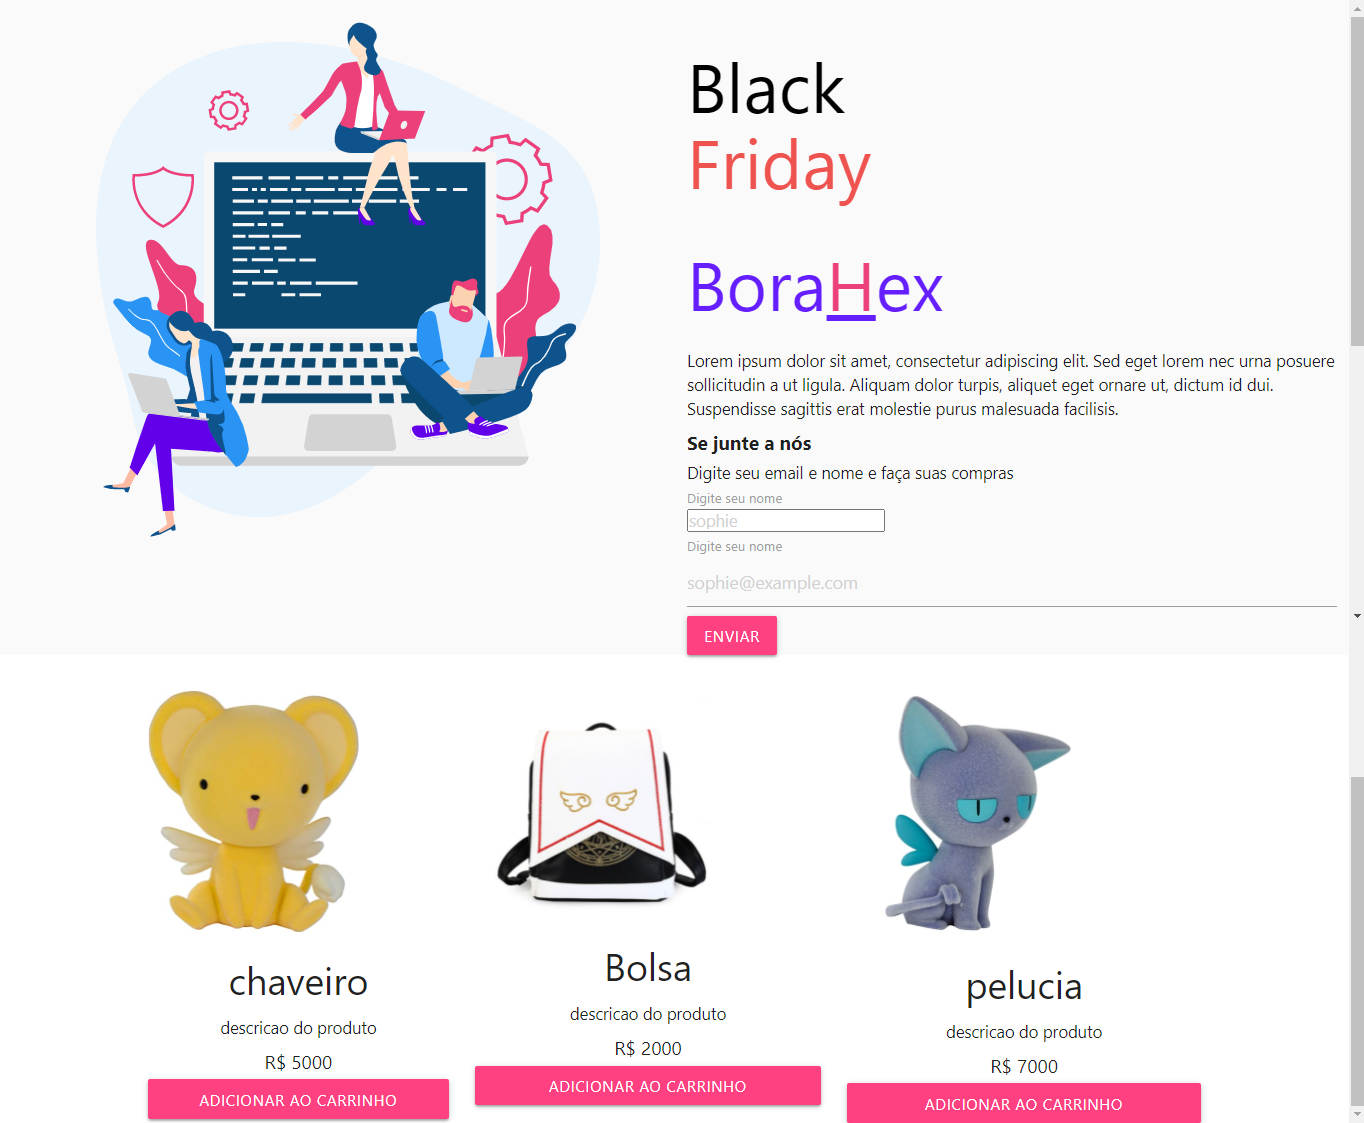 Black
Friday
BoraHex
Lorem ipsum dolor sit amet, consectetur adipiscing elit. Sed eget lorem nec urna posuere
sollicitudin a ut ligula. Aliquam dolor turpis, aliquet eget ornare ut, dictum id dui.
Suspendisse sagittis erat molestie purus malesuada facilisis.
Se junte a nós
Digite seu email e nome e faça suas compras
Digite seu nome
sophie
Digite seu nome
sophie@example.com
ENVIAR
chaveiro
descricao do produto
R$ 5000
ADICIONAR AO CARRINHO
Bolsa
descricao do produto
R$ 2000
ADICIONAR AO CARRINHO
pelucia
descricao do produto
R$ 7000
ADICIONAR AO CARRINHO